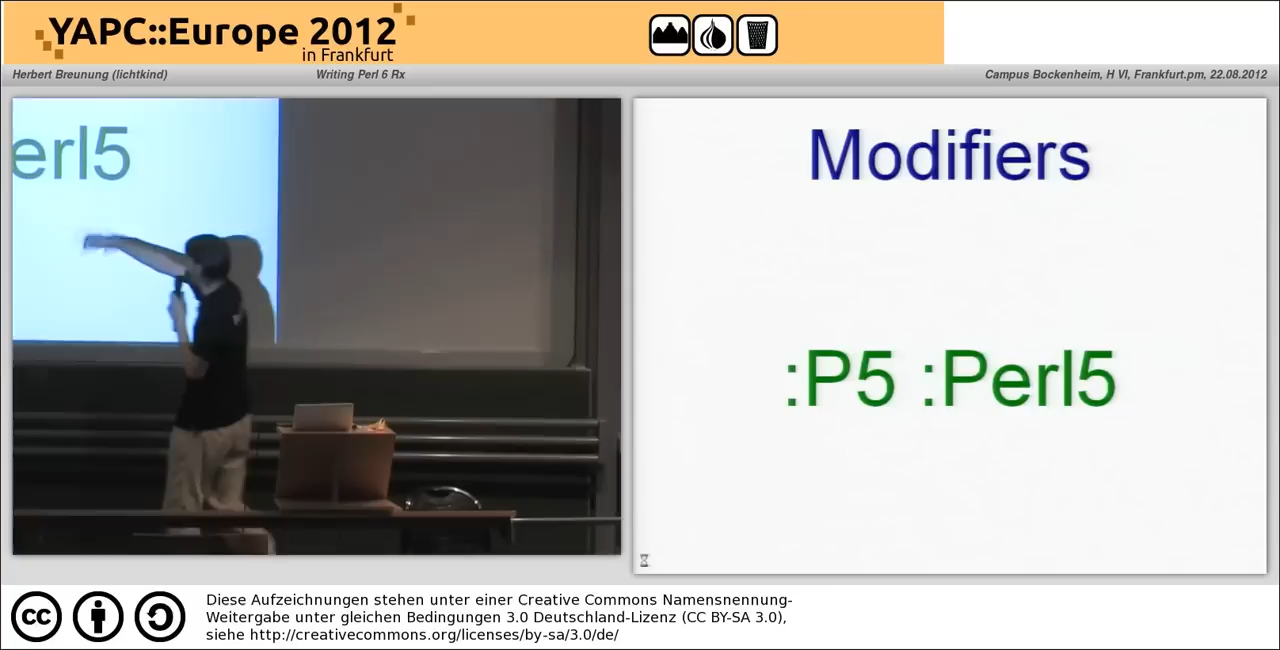 YAPC::Europe 2012
in Frankfurt
Herbert Breunung (lichtkind) Writing Perl 6 Rx Campus Bockenheim, H VI, Frankfurt.pm, 22.08.2012
erl5
Modifiers
:P5 :Perl5
cc
Diese Aufzeichnungen stehen unter einer Creative Commons Namensnennung-
Weitergabe unter gleichen Bedingungen 3.0 Deutschland-Lizenz (CC BY-SA 3.0),
siehe http://creativecommons.org/licenses/by-sa/3.0/de/